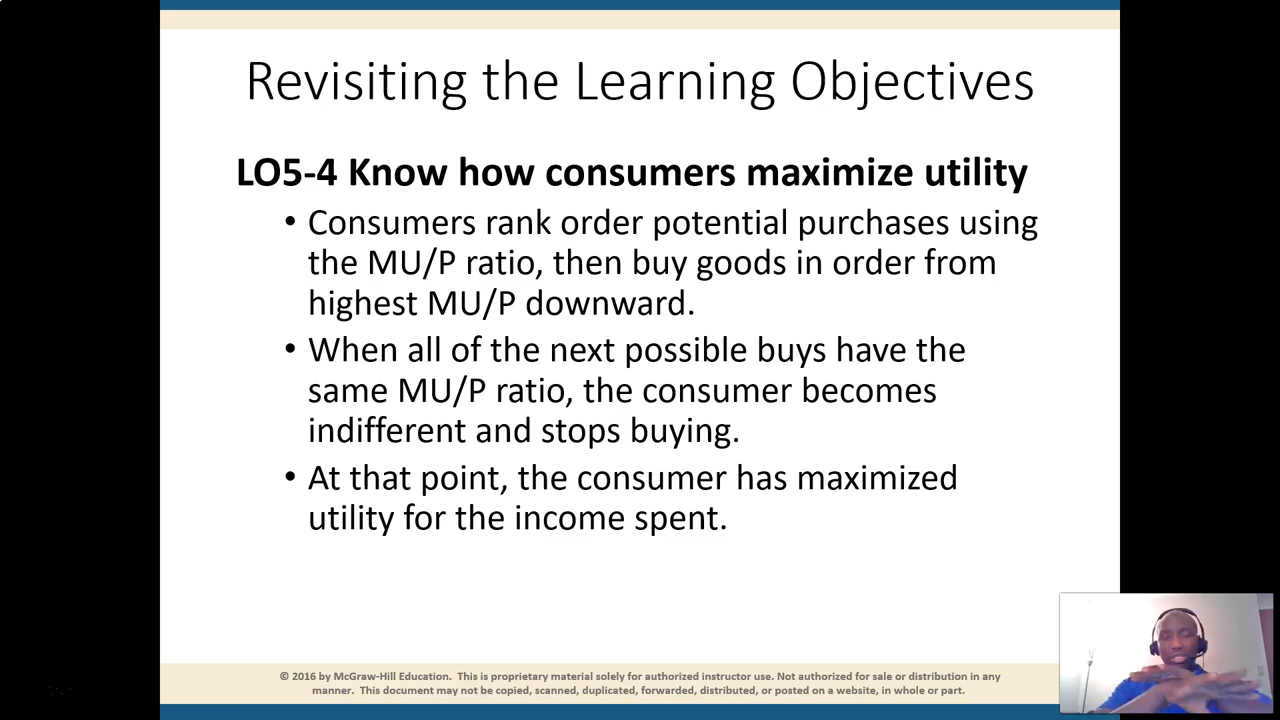 Revisiting the Learning Objectives
LO5-4 Know how consumers maximize utility
• Consumers rank order potential purchases using
the MU/P ratio, then buy goods in order from
highest MU/P downward.
• When all of the next possible buys have the
same MU/P ratio, the consumer becomes
indifferent and stops buying.
• At that point, the consumer has maximized
utility for the income spent.
© 2016 by McGraw-Hill Education. This is proprietary material solely for authorized instructor use. Not authorized for sale or distribution in any
manner. This document may not be copied, scanned, duplicated, forwarded, distributed, or posted on a website, in whole or part.